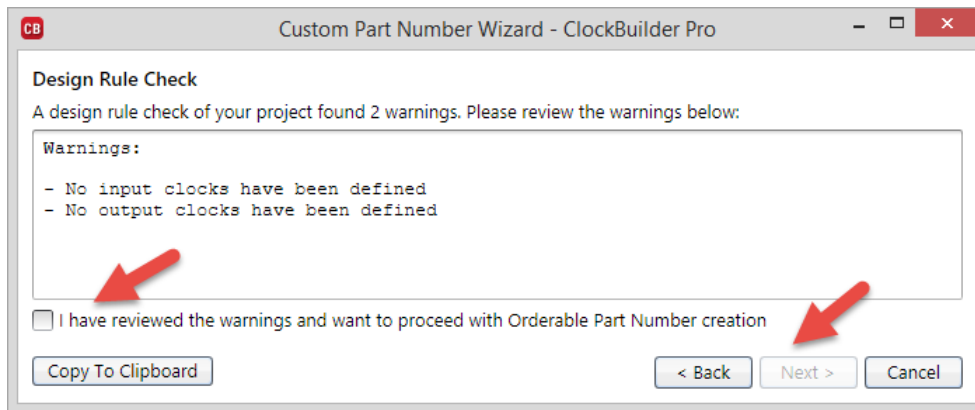 CB
Custom Part Number Wizard - ClockBuilder Pro
Design Rule Check
A design rule check of your project found 2 warnings. Please review the warnings below:
Warnings:
- No input clocks have been defined
- No output clocks have been defined
I have reviewed the warnings and want to proceed with Orderable Part Number creation
Copy To Clipboard
< Back
Next >
Cancel